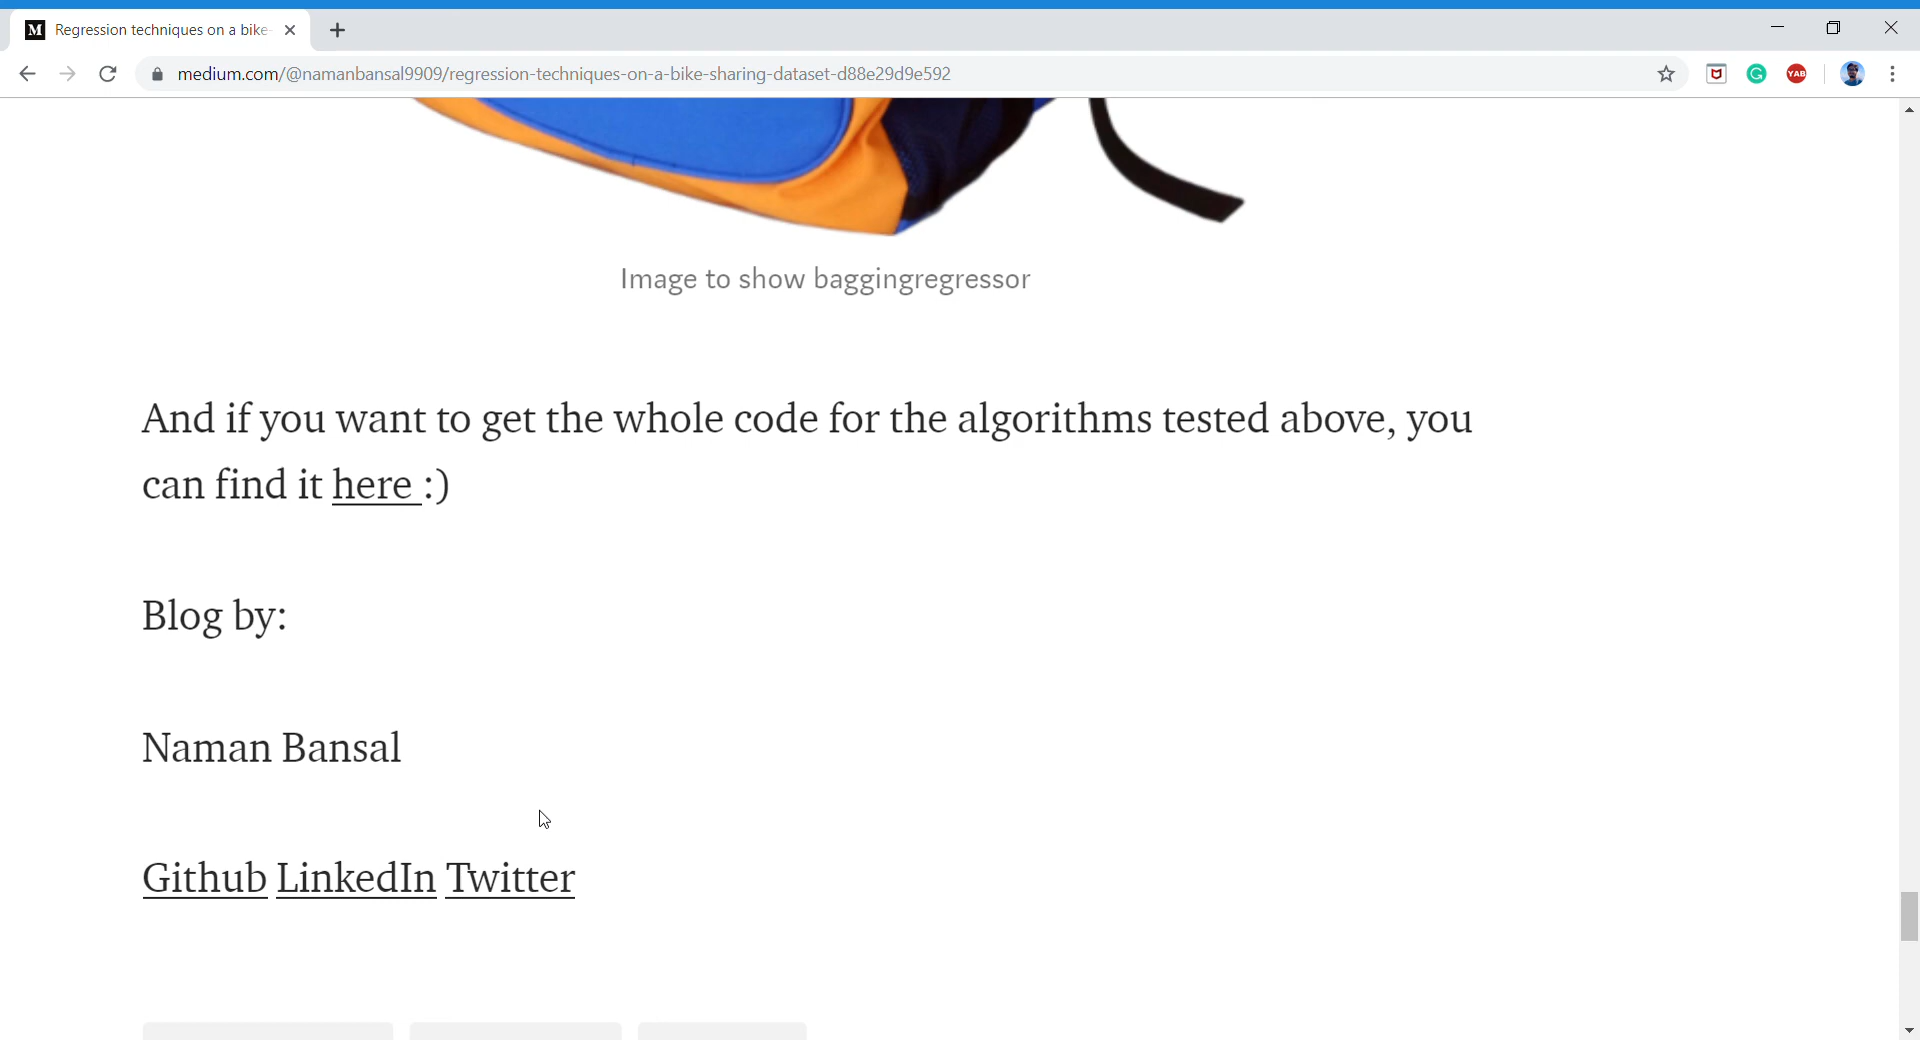 M Regression techniques on a bike-
medium.com/@namanbansal9909/regression-techniques-on-a-bike-sharing-dataset-d88e29d9e592
YAB
Image to show baggingregressor
And if you want to get the whole code for the algorithms tested above, you
can find it here :)
Blog by:
Naman Bansal
Github LinkedIn Twitter